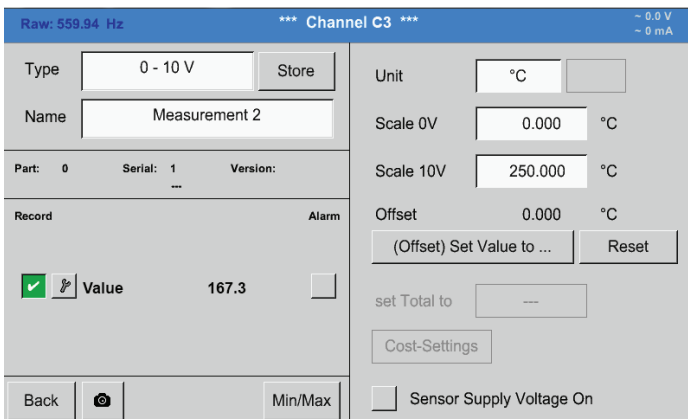 Raw: 559.94 Hz
*** Channel C3 ***
~ 0.0 V
~ 0 mA
Type
0 - 10 V
Store
Name
Measurement 2
Part: 0 Serial: 1 Version:
---
Record
Alarm
Value 167.3
Back
Min/Max
Unit
°C
Scale 0V
0.000
°C
Scale 10V
250.000
°C
Offset
0.000
°C
(Offset) Set Value to ...
Reset
set Total to
---
Cost-Settings
Sensor Supply Voltage On